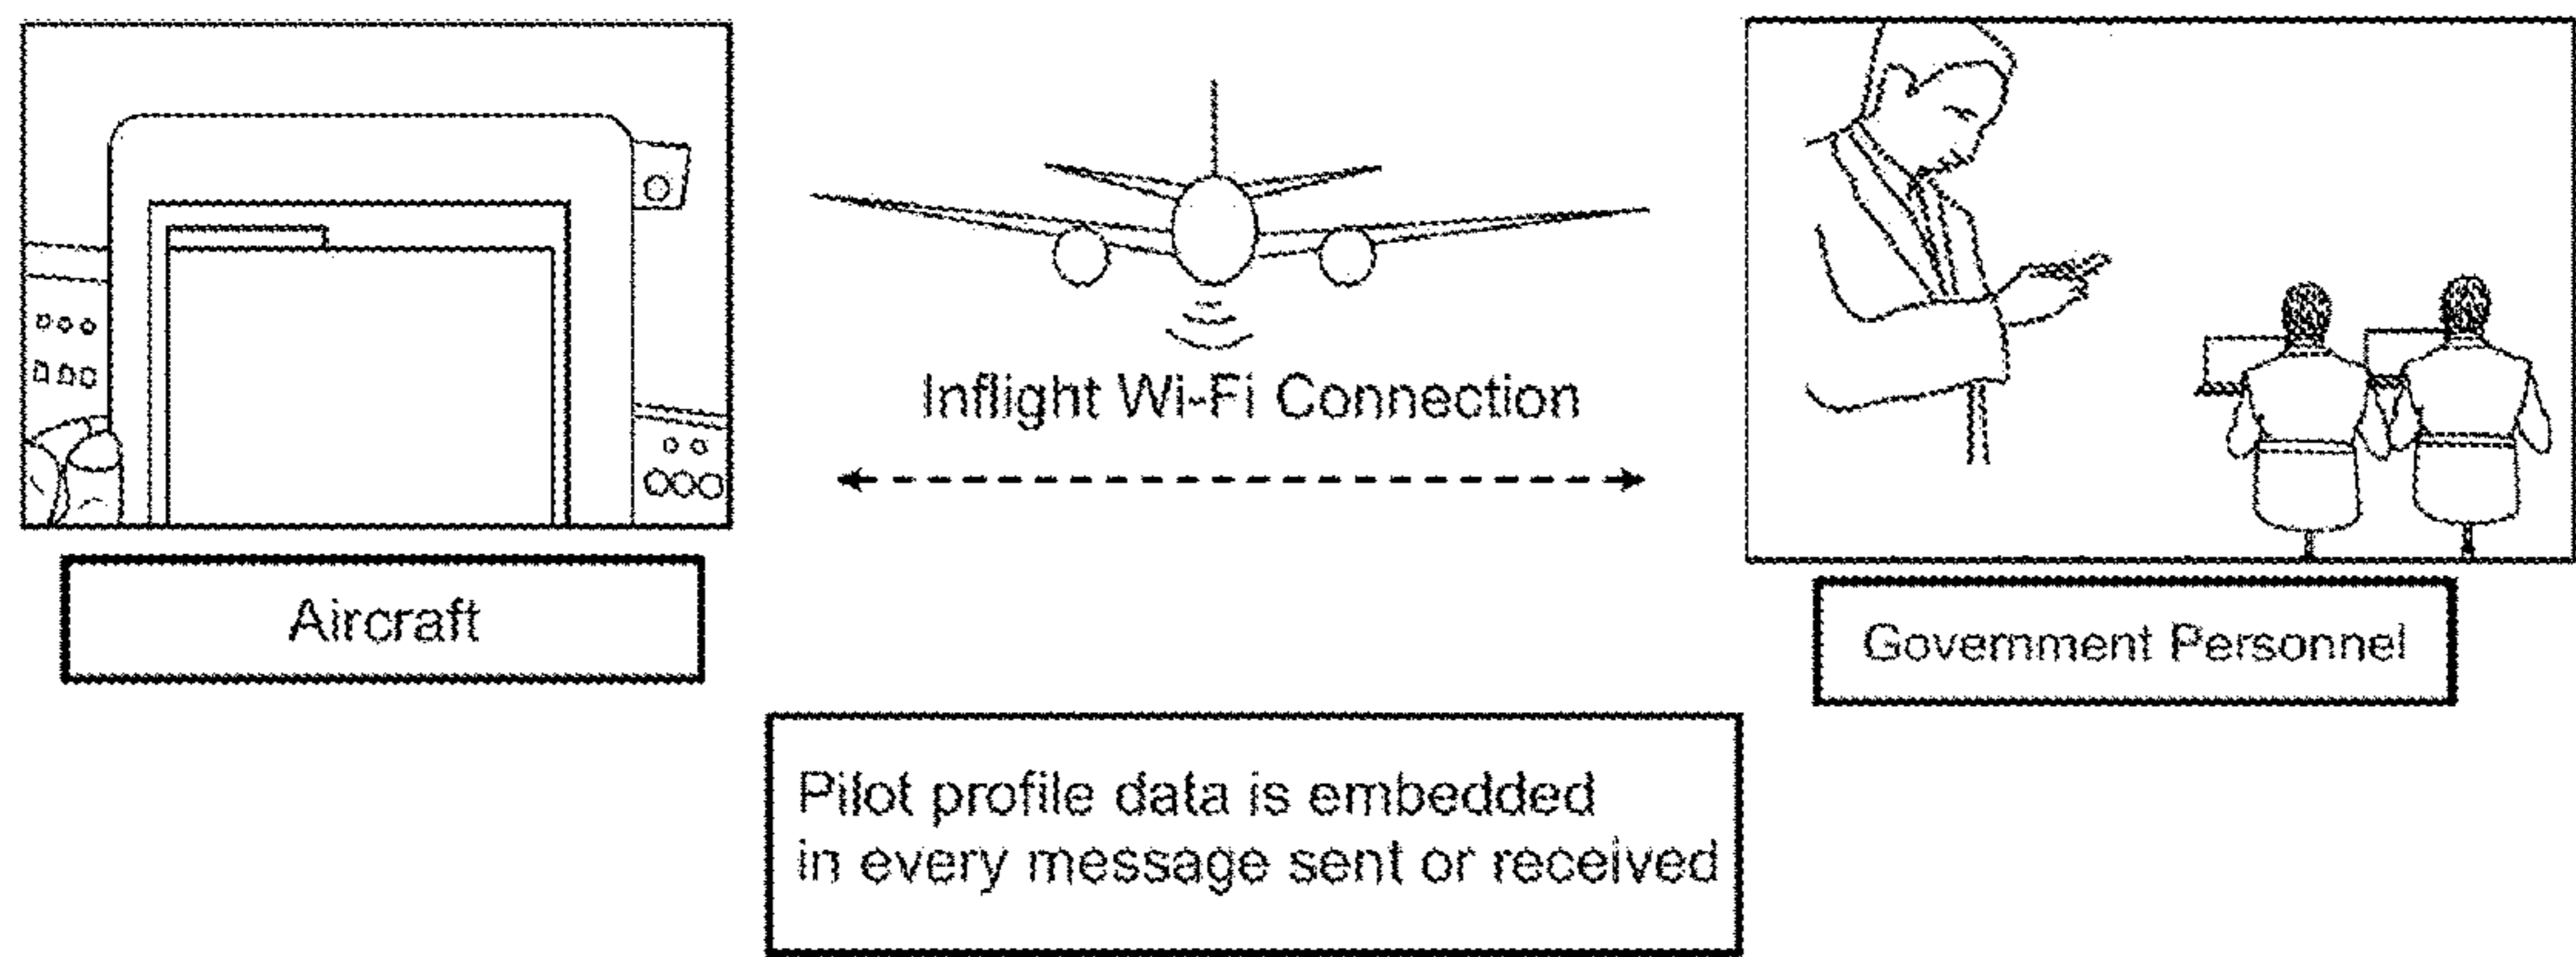 Inflight Wi-Fi Connection
Aircraft
Government Personnel
Pilot profile data is embedded
in every message sent or received